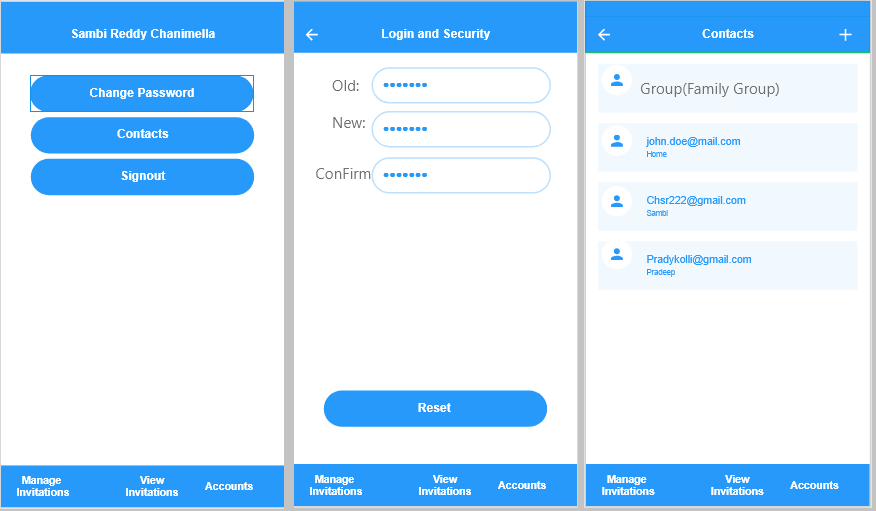 Sambi Reddy Chanimella
Change Password
Contacts
Signout
Manage
Invitations
View
Invitations
Accounts
Login and Security
Old:
New:
ConFirm
Reset
Manage
Invitations
View
Invitations
Accounts
Contacts
Group(Family Group)
john.doe@mail.com
Home
Chsr222@gmail.com
Sambi
Pradykolli@gmail.com
Pradeep
Manage
Invitations
View
Invitations
Accounts